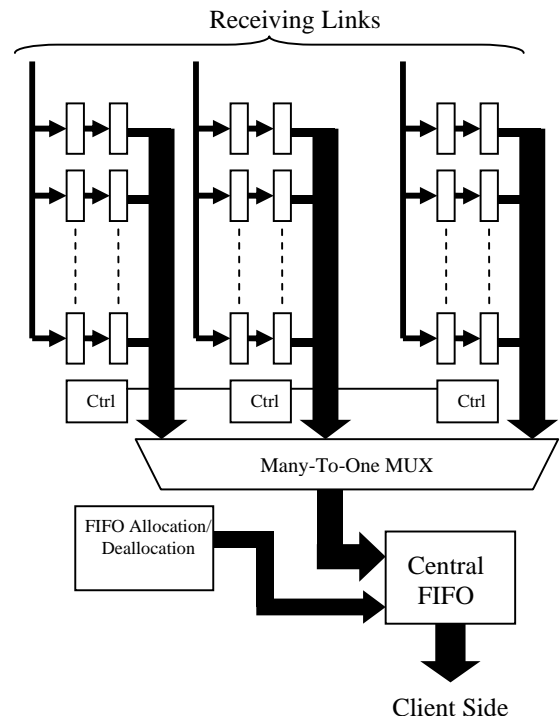 Receiving Links
Ctrl
Ctrl
Ctrl
Many-To-One MUX
FIFO Allocation/
Deallocation
Central
FIFO
Client Side